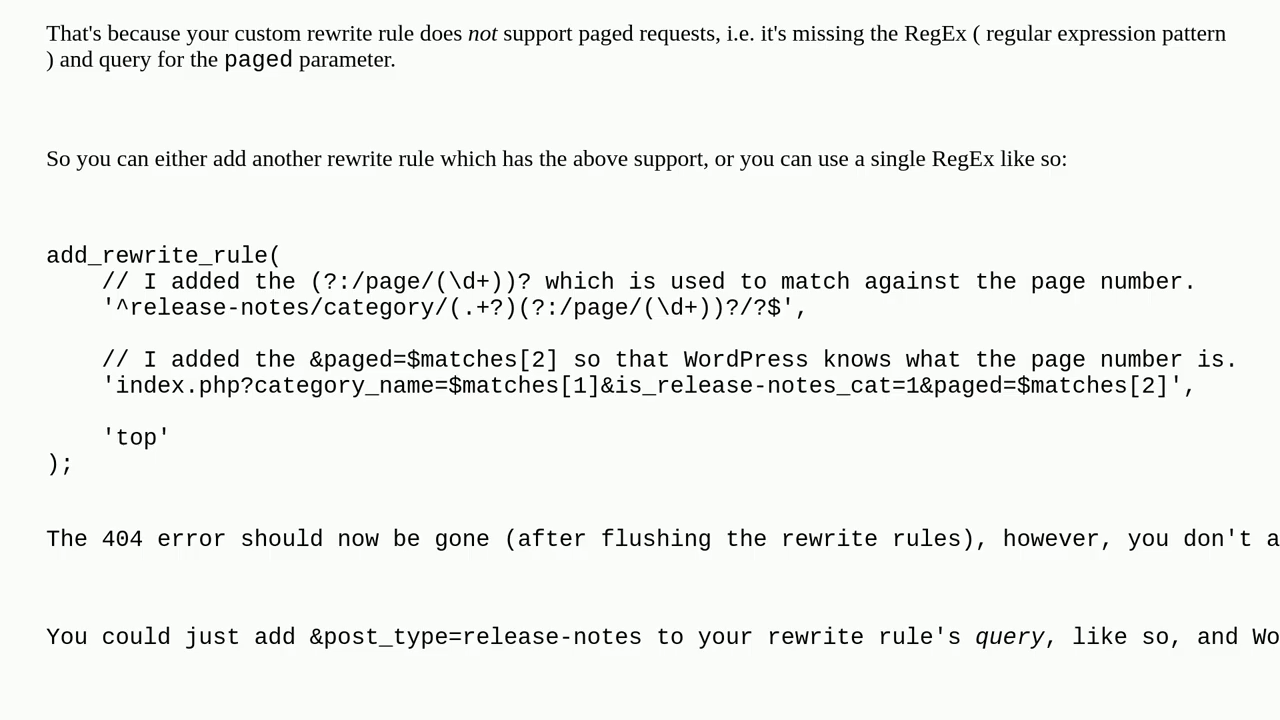 That's because your custom rewrite rule does not support paged requests, i.e. it's missing the RegEx ( regular expression pattern
) and query for the paged parameter.
So you can either add another rewrite rule which has the above support, or you can use a single RegEx like so:
add_rewrite_rule(
    // I added the (?:/page/(\d+))? which is used to match against the page number.
    '^release-notes/category/(.+?)(?:/page/(\d+))?/?$',
    // I added the &paged=$matches[2] so that WordPress knows what the page number is.
    'index.php?category_name=$matches[1]&is_release-notes_cat=1&paged=$matches[2]',
    'top'
);
The 404 error should now be gone (after flushing the rewrite rules), however, you don't a
You could just add &post_type=release-notes to your rewrite rule's query, like so, and Wo